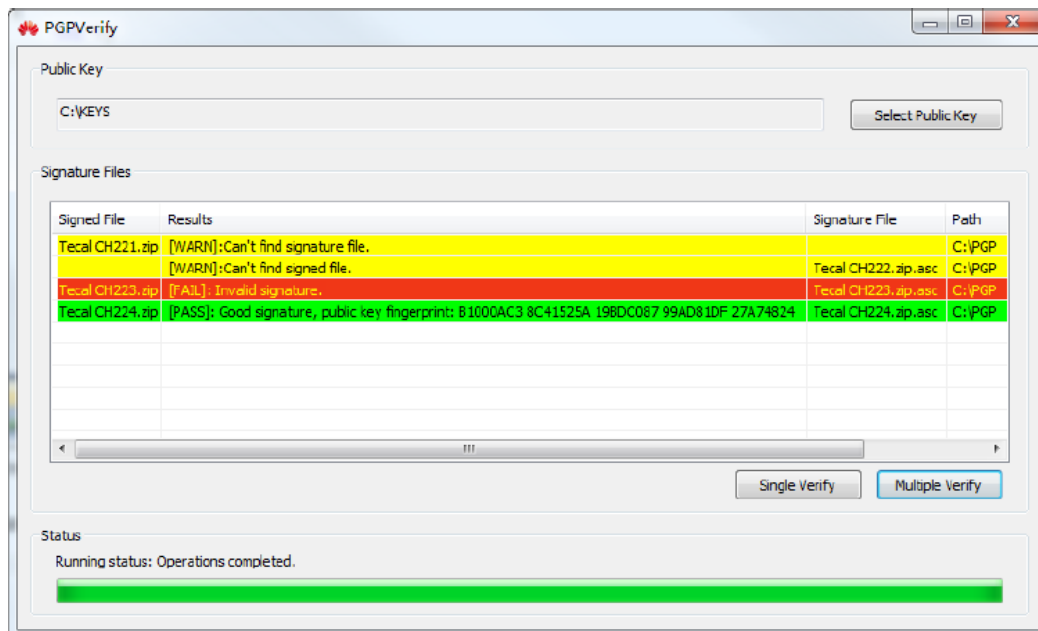 PGPVerify
Public Key
C:\KEYS
Select Public Key
Signature Files
Signed File Results Signature File Path
Tecal CH221.zip [WARN]:Can't find signature file. C:\PGP
[WARN]:Can't find signed file. Tecal CH222.zip.asc C:\PGP
Tecal CH223.zip [FAIL]: Invalid signature. Tecal CH223.zip.asc C:\PGP
Tecal CH224.zip [PASS]: Good signature, public key fingerprint: B1000AC3 8C41525A 19BDC087 99AD81DF 27A74824 Tecal CH224.zip.asc C:\PGP
Single Verify Multiple Verify
Status
Running status: Operations completed.